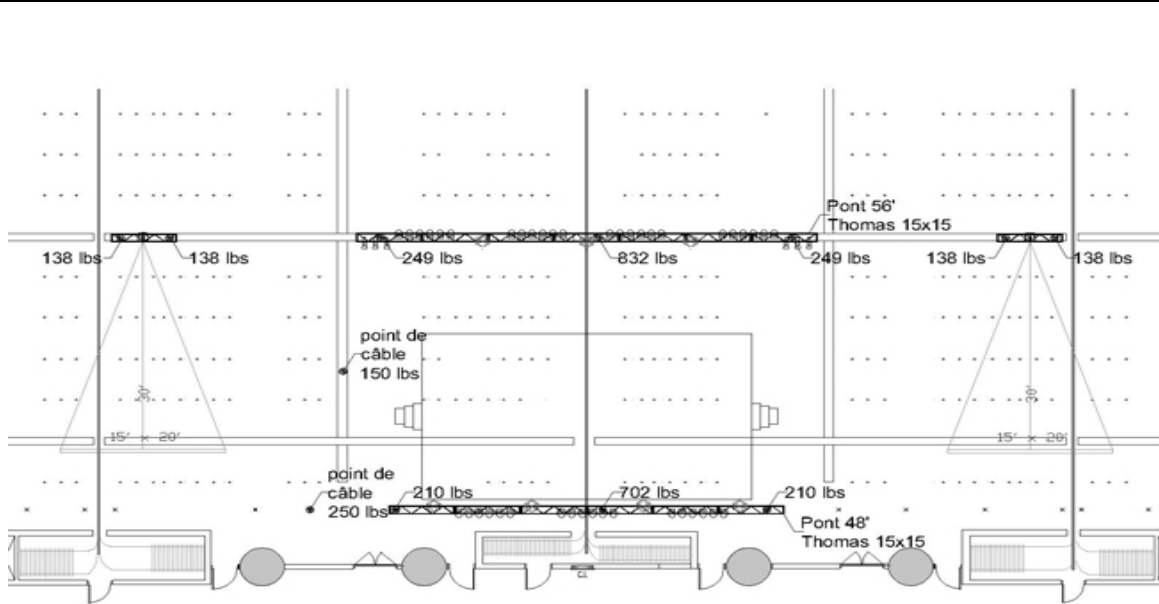 Pont 56'
Thomas 15x15
138 lbs
138 lbs
249 lbs
832 lbs
249 lbs
138 lbs
138 lbs
point de
câble
150 lbs
30'
30'
15' x 20'
15' x 20'
point de
câble
250 lbs
210 lbs
702 lbs
210 lbs
Pont 48'
Thomas 15x15